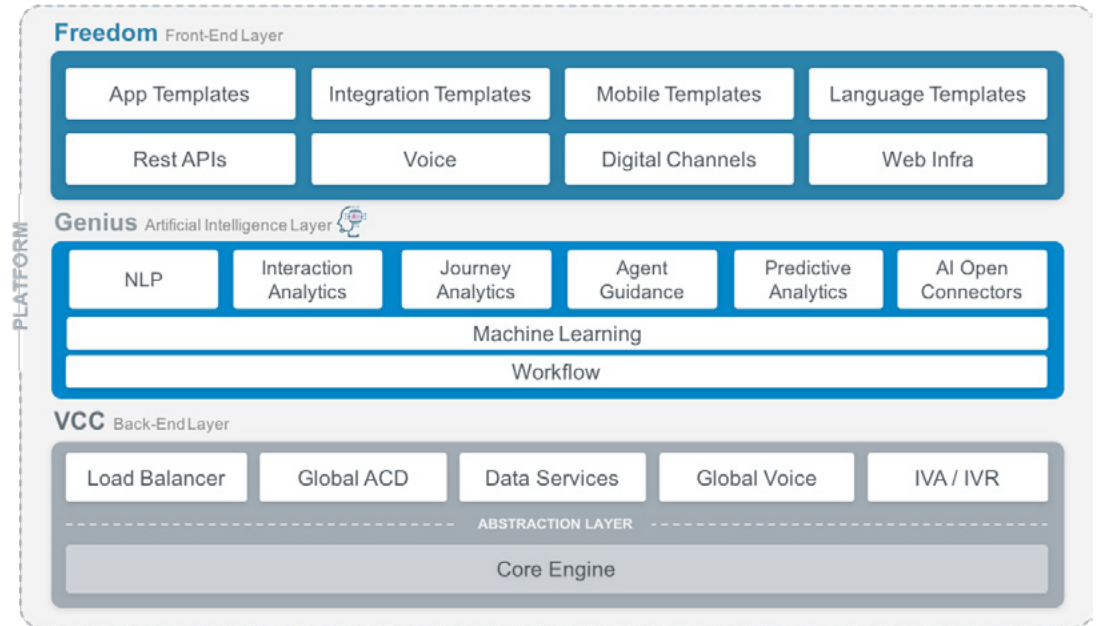 PLATFORM
Freedom Front-End Layer
App Templates
Integration Templates
Mobile Templates
Language Templates
Rest APIs
Voice
Digital Channels
Web Infra
Genius Artificial Intelligence Layer
NLP
Interaction
Analytics
Journey
Analytics
Agent
Guidance
Predictive
Analytics
AI Open
Connectors
Machine Learning
Workflow
VCC Back-End Layer
Load Balancer
Global ACD
Data Services
Global Voice
IVA / IVR
ABSTRACTION LAYER
Core Engine